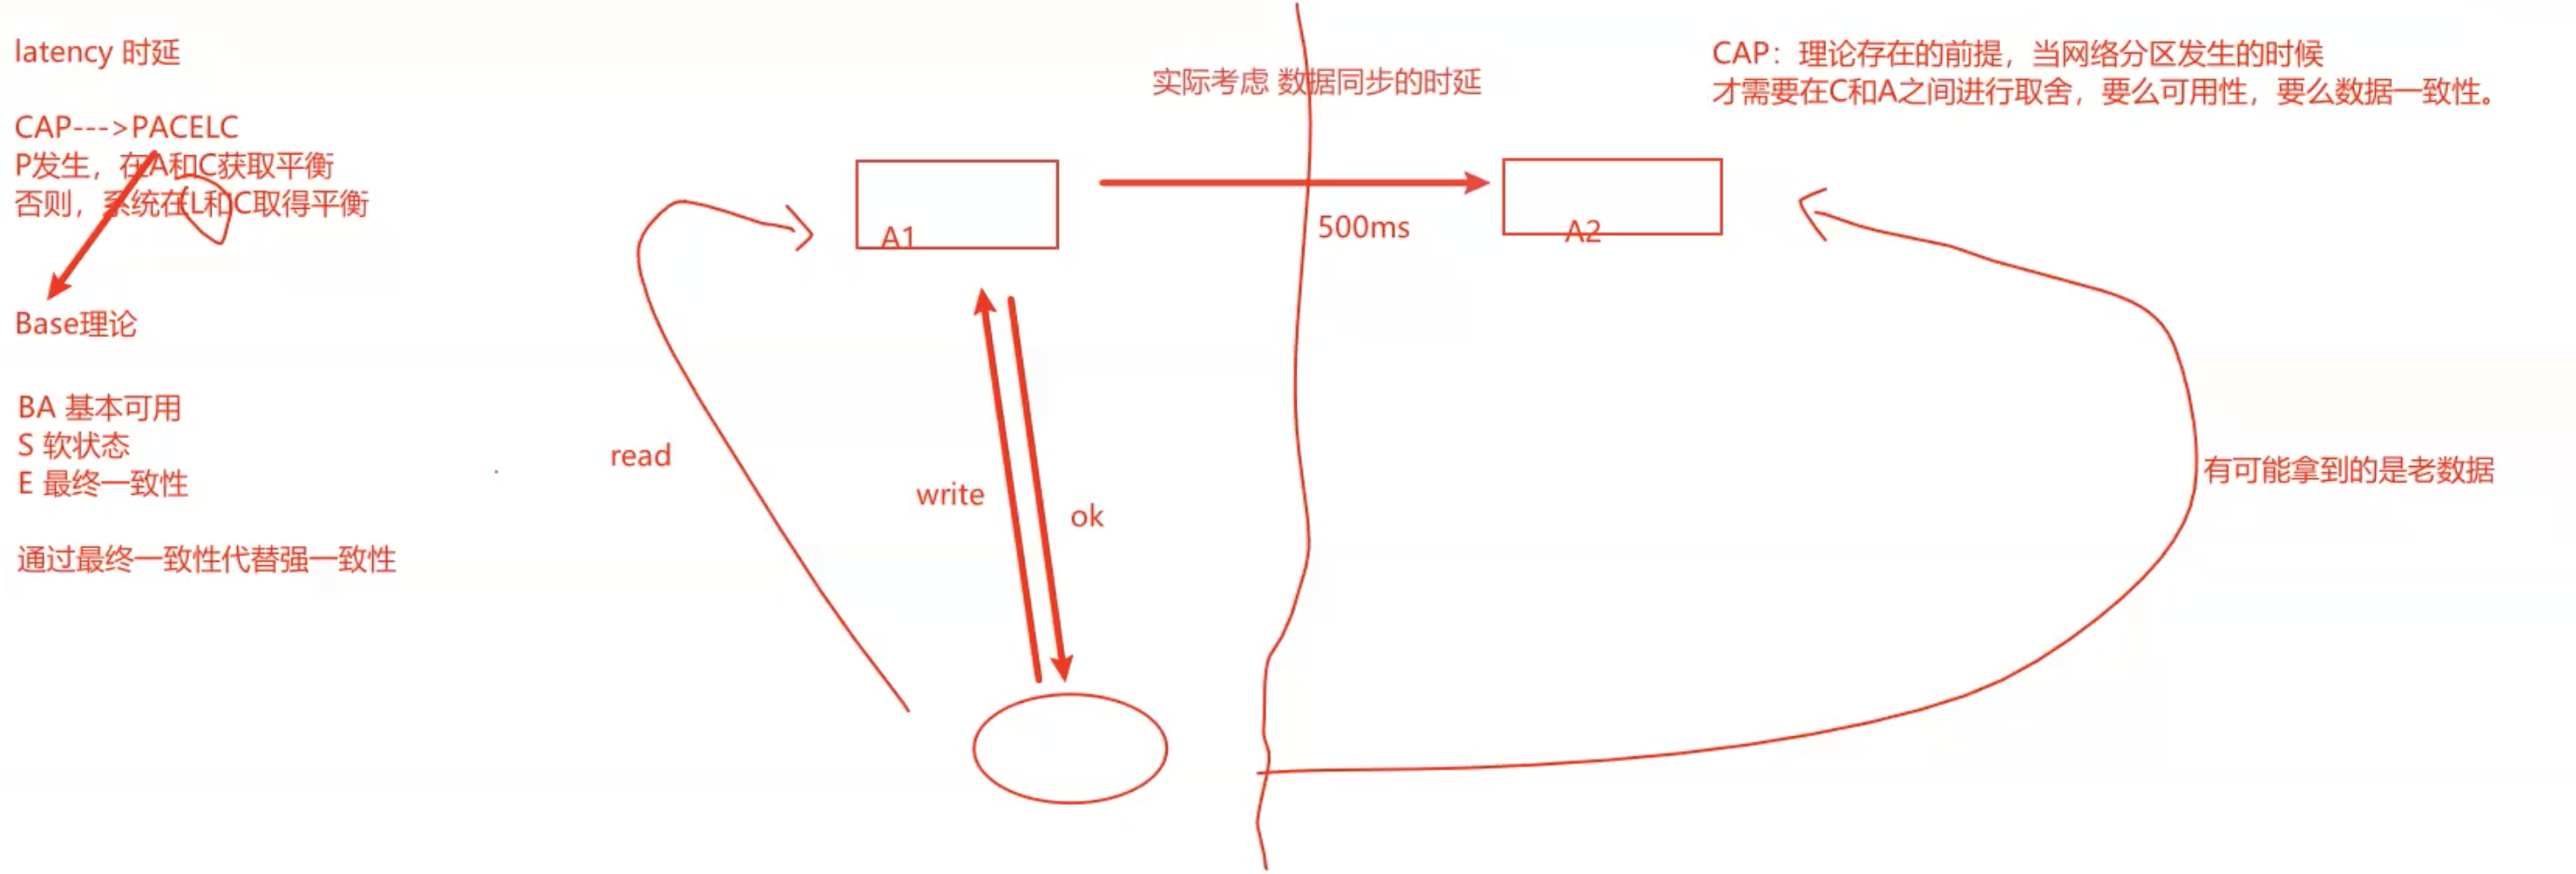 latency 时延
CAP--->PACELC
P发生，在A和C获取平衡
否则，系统在L和C取得平衡
Base理论
BA 基本可用
S 软状态
E 最终一致性
通过最终一致性代替强一致性
实际考虑 数据同步的时延
A1
500ms
A2
read
write
ok
CAP：理论存在的前提，当网络分区发生的时候
才需要在C和A之间进行取舍，要么可用性，要么数据一致性。
有可能拿到的是老数据